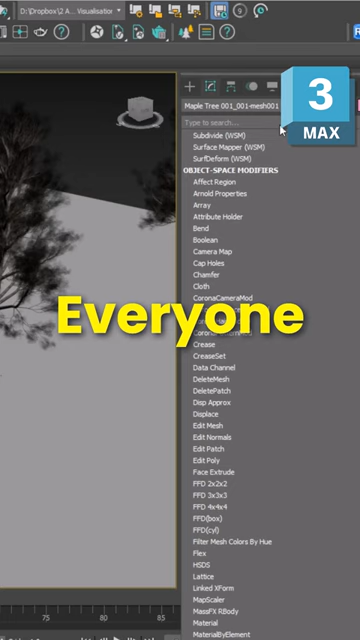 D:\Dropbox\2 A... Visualisation
9
Maple Tree 001_001-mesh001
3
MAX
Type to search...
Subdivide (WSM)
Surface Mapper (WSM)
SurfDeform (WSM)
OBJECT-SPACE MODIFIERS
Affect Region
Arnold Properties
Array
Attribute Holder
Bend
Boolean
Camera Map
Cap Holes
Chamfer
Cloth
CoronaCameraMod
Everyone
Crease
CreaseSet
Data Channel
DeleteMesh
DeletePatch
Disp Approx
Displace
Edit Mesh
Edit Normals
Edit Patch
Edit Poly
Face Extrude
FFD 2x2x2
FFD 3x3x3
FFD 4x4x4
FFD(box)
FFD(cyl)
Filter Mesh Colors By Hue
Flex
HSDS
Lattice
Linked XForm
MapScaler
MassFX RBody
Material
MaterialByElement
75
80
85